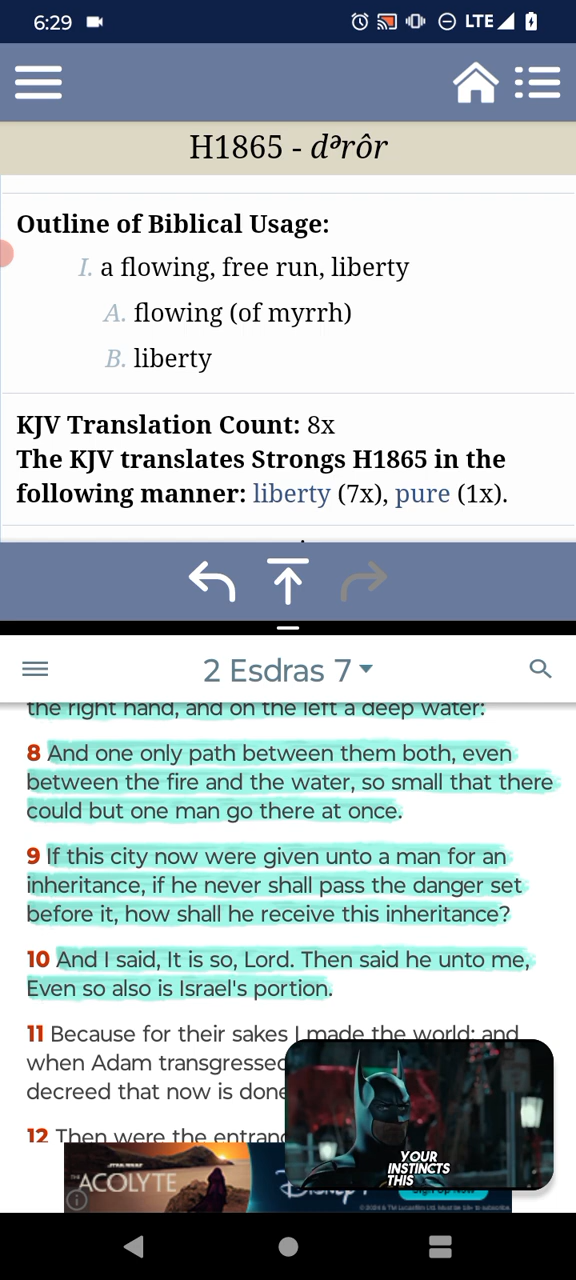 6:29
LTE
H1865 - dᵊrôr
Outline of Biblical Usage:
I. a flowing, free run, liberty
A. flowing (of myrrh)
B. liberty
KJV Translation Count: 8x
The KJV translates Strongs H1865 in the
following manner: liberty (7x), pure (1x).
2 Esdras 7
the right hand, and on the left a deep water:
8 And one only path between them both, even
between the fire and the water, so small that there
could but one man go there at once.
9 If this city now were given unto a man for an
inheritance, if he never shall pass the danger set
before it, how shall he receive this inheritance?
10 And I said, It is so, Lord. Then said he unto me,
Even so also is Israel's portion.
11 Because for their sakes I made the world: and
when Adam transgressed
decreed that now is done
12 Then were the entran
YOUR
INSTINCTS
THIS
STAR WARS
THE ACOLYTE
Disney+
Sign Up Now